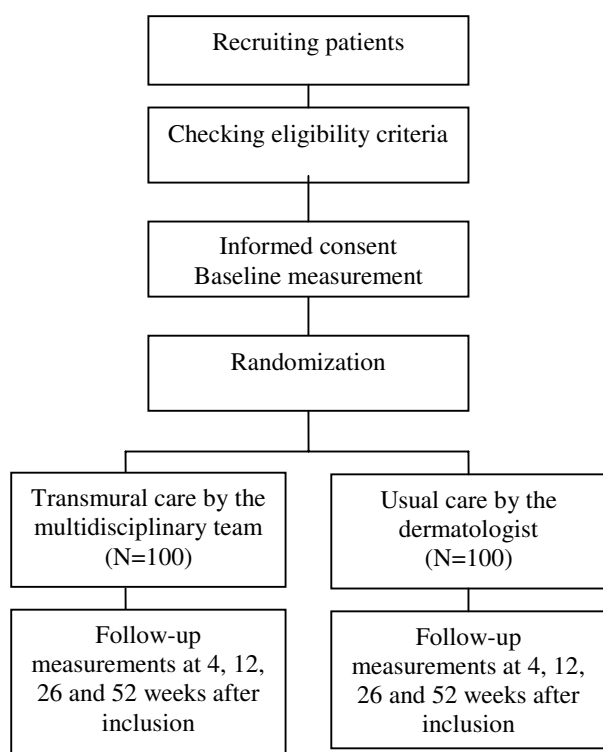 Recruiting patients
Checking eligibility criteria
Informed consent
Baseline measurement
Randomization
Transmural care by the
multidisciplinary team
(N=100)
Usual care by the
dermatologist
(N=100)
Follow-up
measurements at 4, 12,
26 and 52 weeks after
inclusion
Follow-up
measurements at 4, 12,
26 and 52 weeks after
inclusion